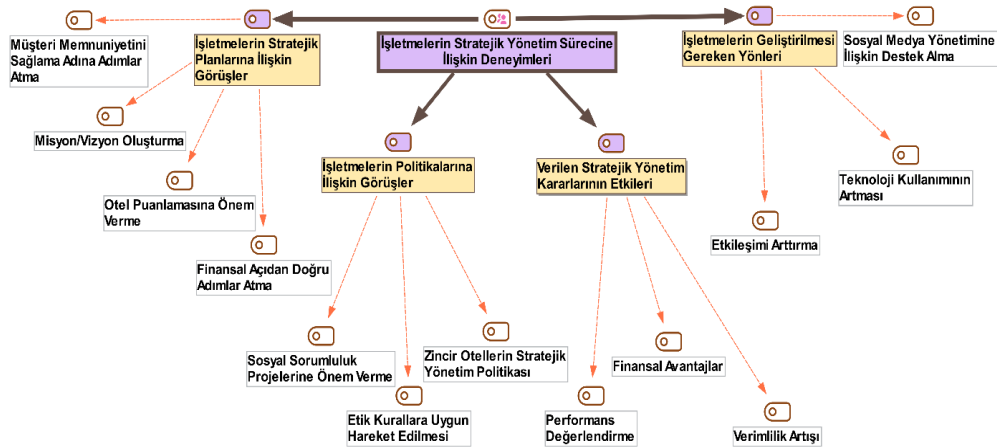 İşletmelerin Stratejik Yönetim Sürecine
İlişkin Deneyimleri
İşletmelerin Stratejik
Planlarına İlişkin
Görüşler
Müşteri Memnuniyetini
Sağlama Adına Adımlar
Atma
Misyon/Vizyon Oluşturma
Otel Puanlamasına Önem
Verme
Finansal Açıdan Doğru
Adımlar Atma
İşletmelerin Politikalarına
İlişkin Görüşler
Sosyal Sorumluluk
Projelerine Önem Verme
Etik Kurallara Uygun
Hareket Edilmesi
Zincir Otellerin Stratejik
Yönetim Politikası
Verilen Stratejik Yönetim
Kararlarının Etkileri
Performans
Değerlendirme
Finansal Avantajlar
Verimlilik Artışı
İşletmelerin Geliştirilmesi
Gereken Yönleri
Sosyal Medya Yönetimine
İlişkin Destek Alma
Teknoloji Kullanımının
Artması
Etkileşimi Arttırma